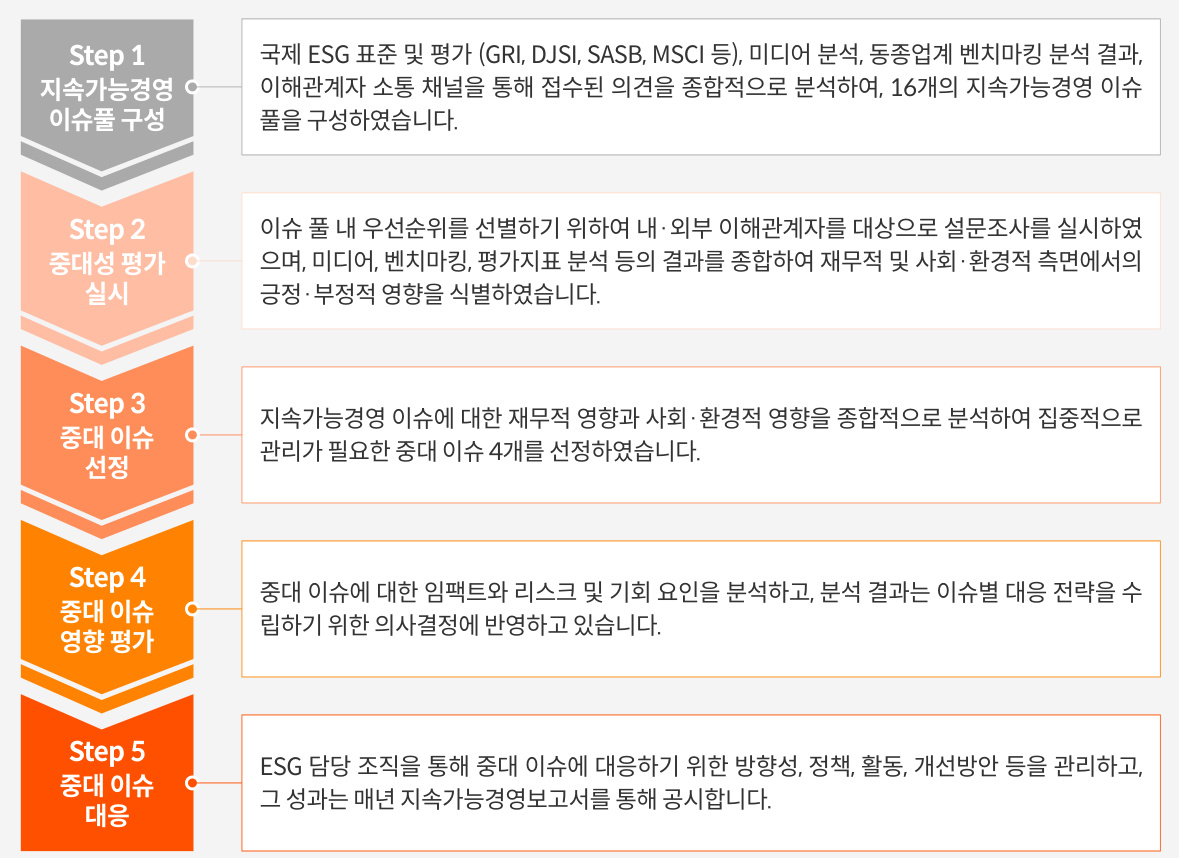 Step 1
지속가능경영
이슈풀 구성
국제 ESG 표준 및 평가 (GRI, DJSI, SASB, MSCI 등), 미디어 분석, 동종업계 벤치마킹 분석 결과,
이해관계자 소통 채널을 통해 접수된 의견을 종합적으로 분석하여, 16개의 지속가능경영 이슈
풀을 구성하였습니다.
Step 2
중대성 평가
실시
이슈 풀 내 우선순위를 선별하기 위하여 내·외부 이해관계자를 대상으로 설문조사를 실시하였
으며, 미디어, 벤치마킹, 평가지표 분석 등의 결과를 종합하여 재무적 및 사회·환경적 측면에서의
긍정·부정적 영향을 식별하였습니다.
Step 3
중대 이슈
선정
지속가능경영 이슈에 대한 재무적 영향과 사회·환경적 영향을 종합적으로 분석하여 집중적으로
관리가 필요한 중대 이슈 4개를 선정하였습니다.
Step 4
중대 이슈
영향 평가
중대 이슈에 대한 임팩트와 리스크 및 기회 요인을 분석하고, 분석 결과는 이슈별 대응 전략을 수
립하기 위한 의사결정에 반영하고 있습니다.
Step 5
중대 이슈
대응
ESG 담당 조직을 통해 중대 이슈에 대응하기 위한 방향성, 정책, 활동, 개선방안 등을 관리하고,
그 성과는 매년 지속가능경영보고서를 통해 공시합니다.